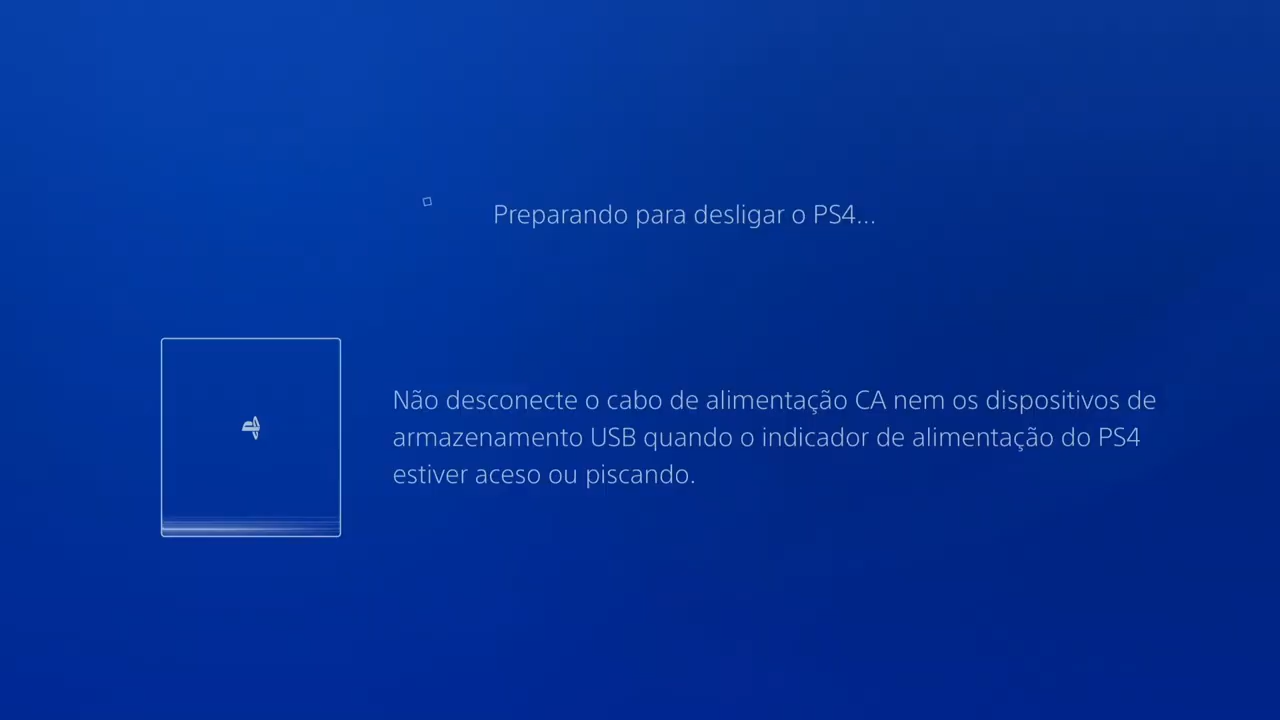 Preparando para desligar o PS4...
Não desconecte o cabo de alimentação CA nem os dispositivos de
armazenamento USB quando o indicador de alimentação do PS4
estiver aceso ou piscando.